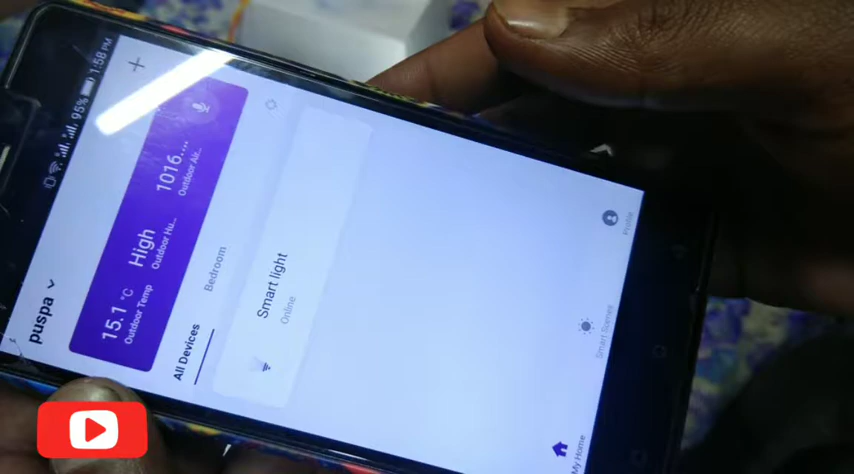 95% 1:58 PM
puspa
15.1 °C
Outdoor Temp
High
Outdoor Hu...
1016....
Outdoor Air...
All Devices
Bedroom
Smart light
Online
My Home
Smart Scenes
Profile